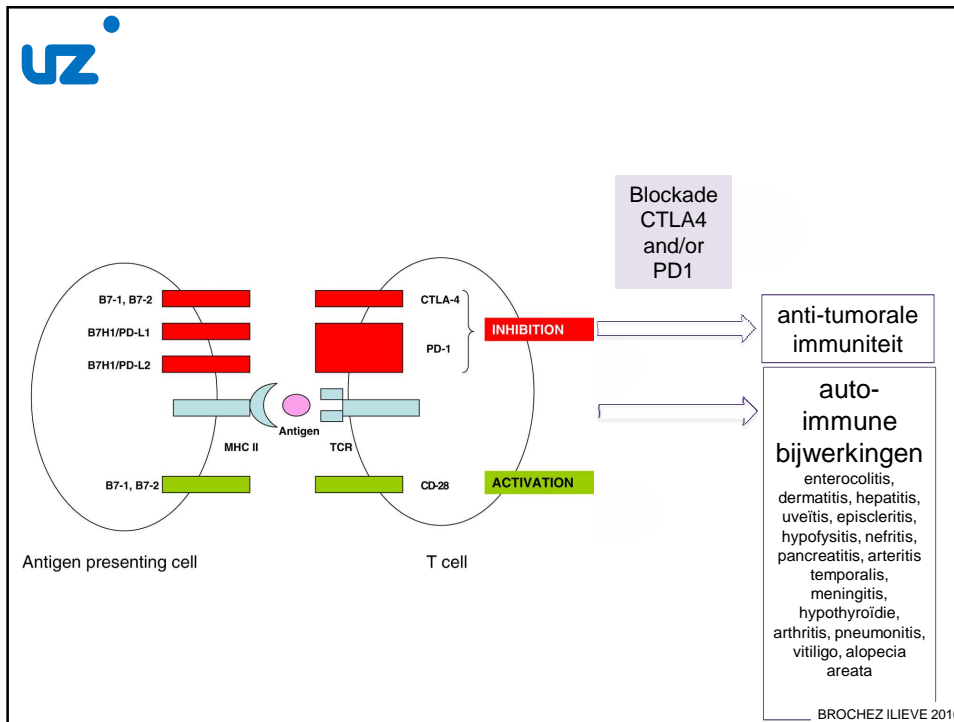 uz
Blockade
CTLA4
and/or
PD1
B7-1, B7-2
CTLA-4
B7H1/PD-L1
INHIBITION
PD-1
B7H1/PD-L2
anti-tumorale
immuniteit
Antigen
MHC II
TCR
B7-1, B7-2
CD-28
ACTIVATION
auto-
immune
bijwerkingen
enterocolitis,
dermatitis, hepatitis,
uveïtis, episcleritis,
hypofysitis, nefritis,
pancreatitis, arteritis
temporalis,
meningitis,
hypothyroïdie,
arthritis, pneumonitis,
vitiligo, alopecia
areata
Antigen presenting cell
T cell
BROCHEZ ILIEVE 201